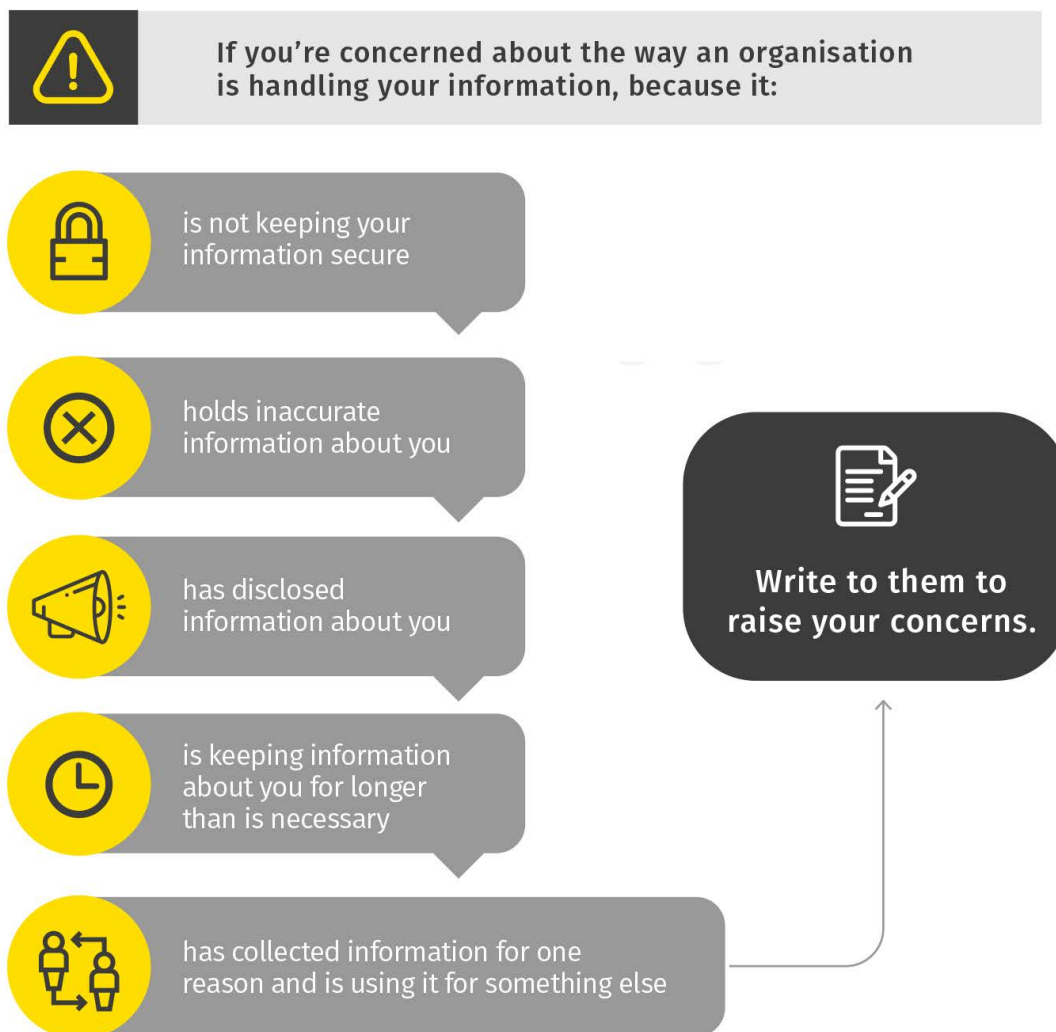 If you’re concerned about the way an organisation
is handling your information, because it:
is not keeping your
information secure
holds inaccurate
information about you
has disclosed
information about you
is keeping information
about you for longer
than is necessary
has collected information for one
reason and is using it for something else
Write to them to
raise your concerns.